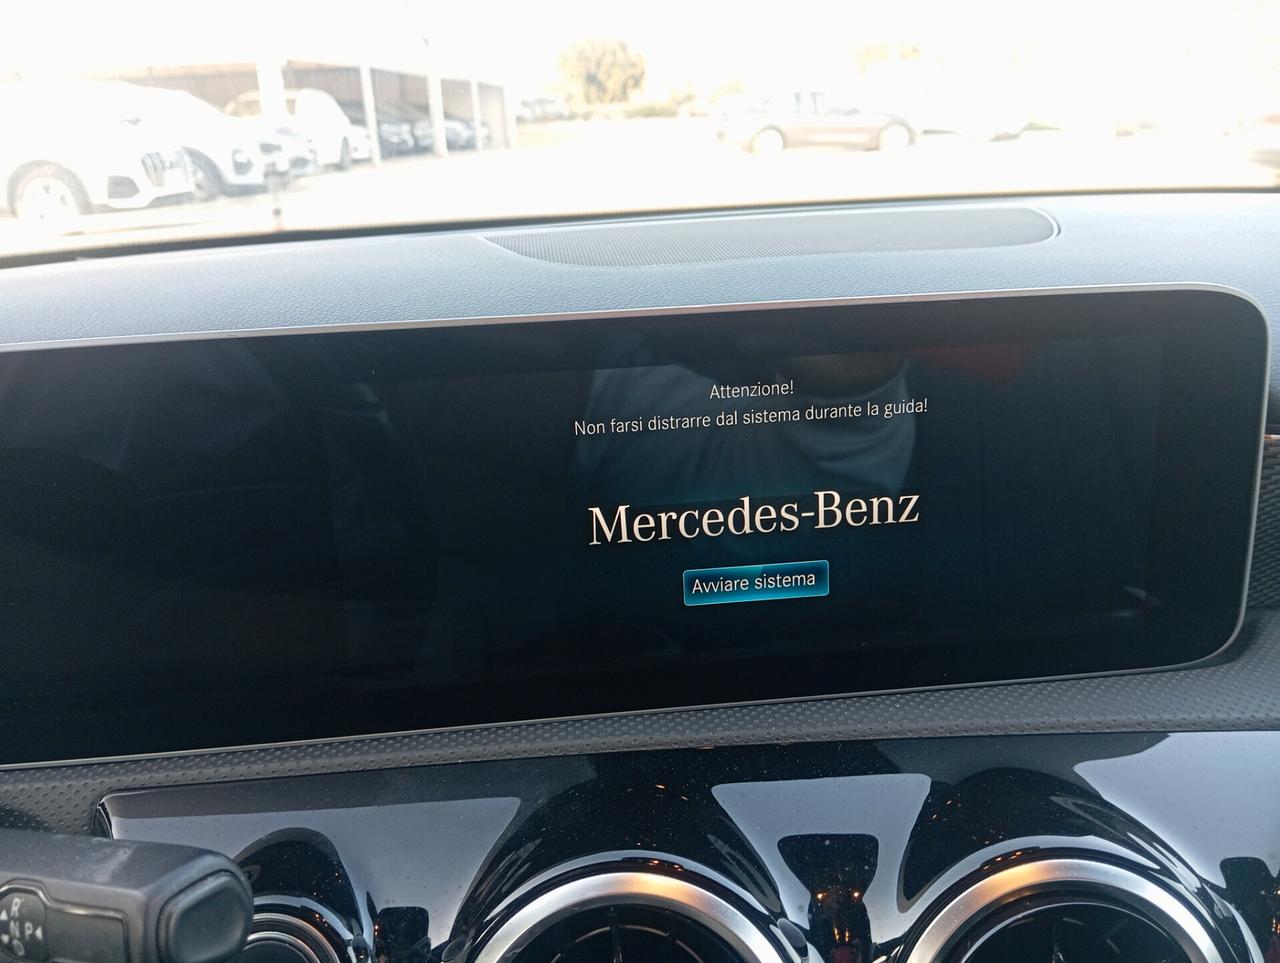 Attenzione!
Non farsi distrarre dal sistema durante la guida!
Mercedes-Benz
Avviare sistema
R
N P
D